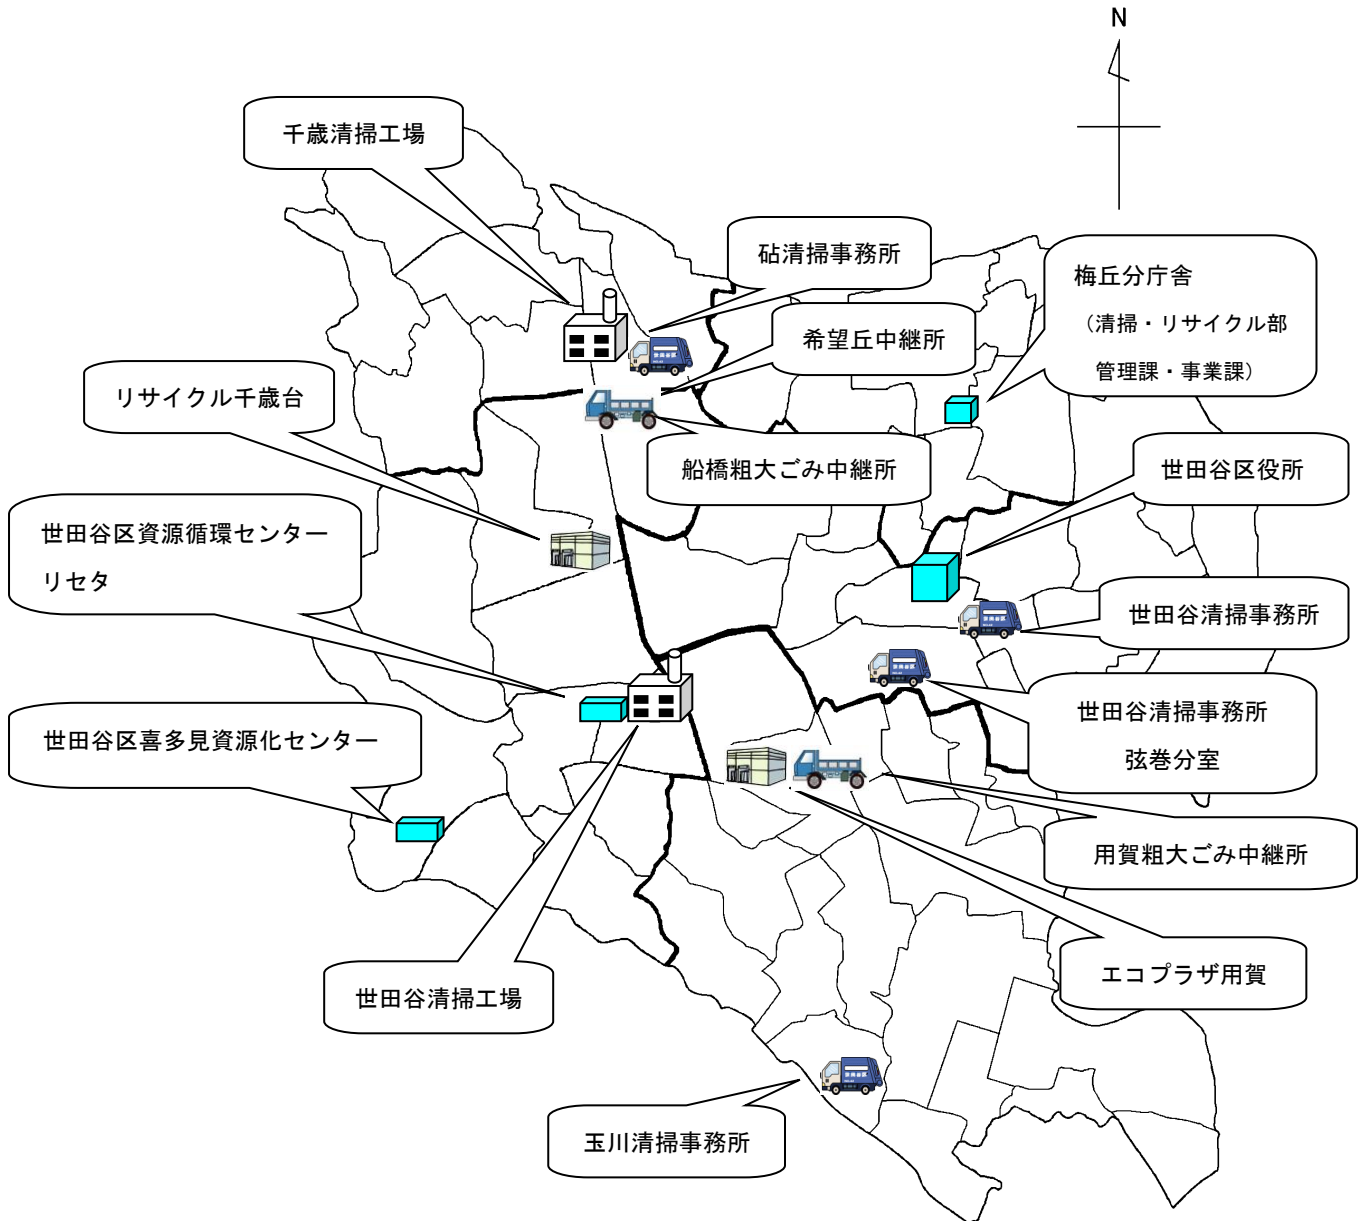 N
千歳清掃工場
砧清掃事務所
梅丘分庁舎
（清掃・リサイクル部
管理課・事業課）
希望丘中継所
リサイクル千歳台
船橋粗大ごみ中継所
世田谷区役所
世田谷区資源循環センター
リセタ
世田谷清掃事務所
世田谷清掃事務所
弦巻分室
世田谷区喜多見資源化センター
用賀粗大ごみ中継所
エコプラザ用賀
世田谷清掃工場
玉川清掃事務所